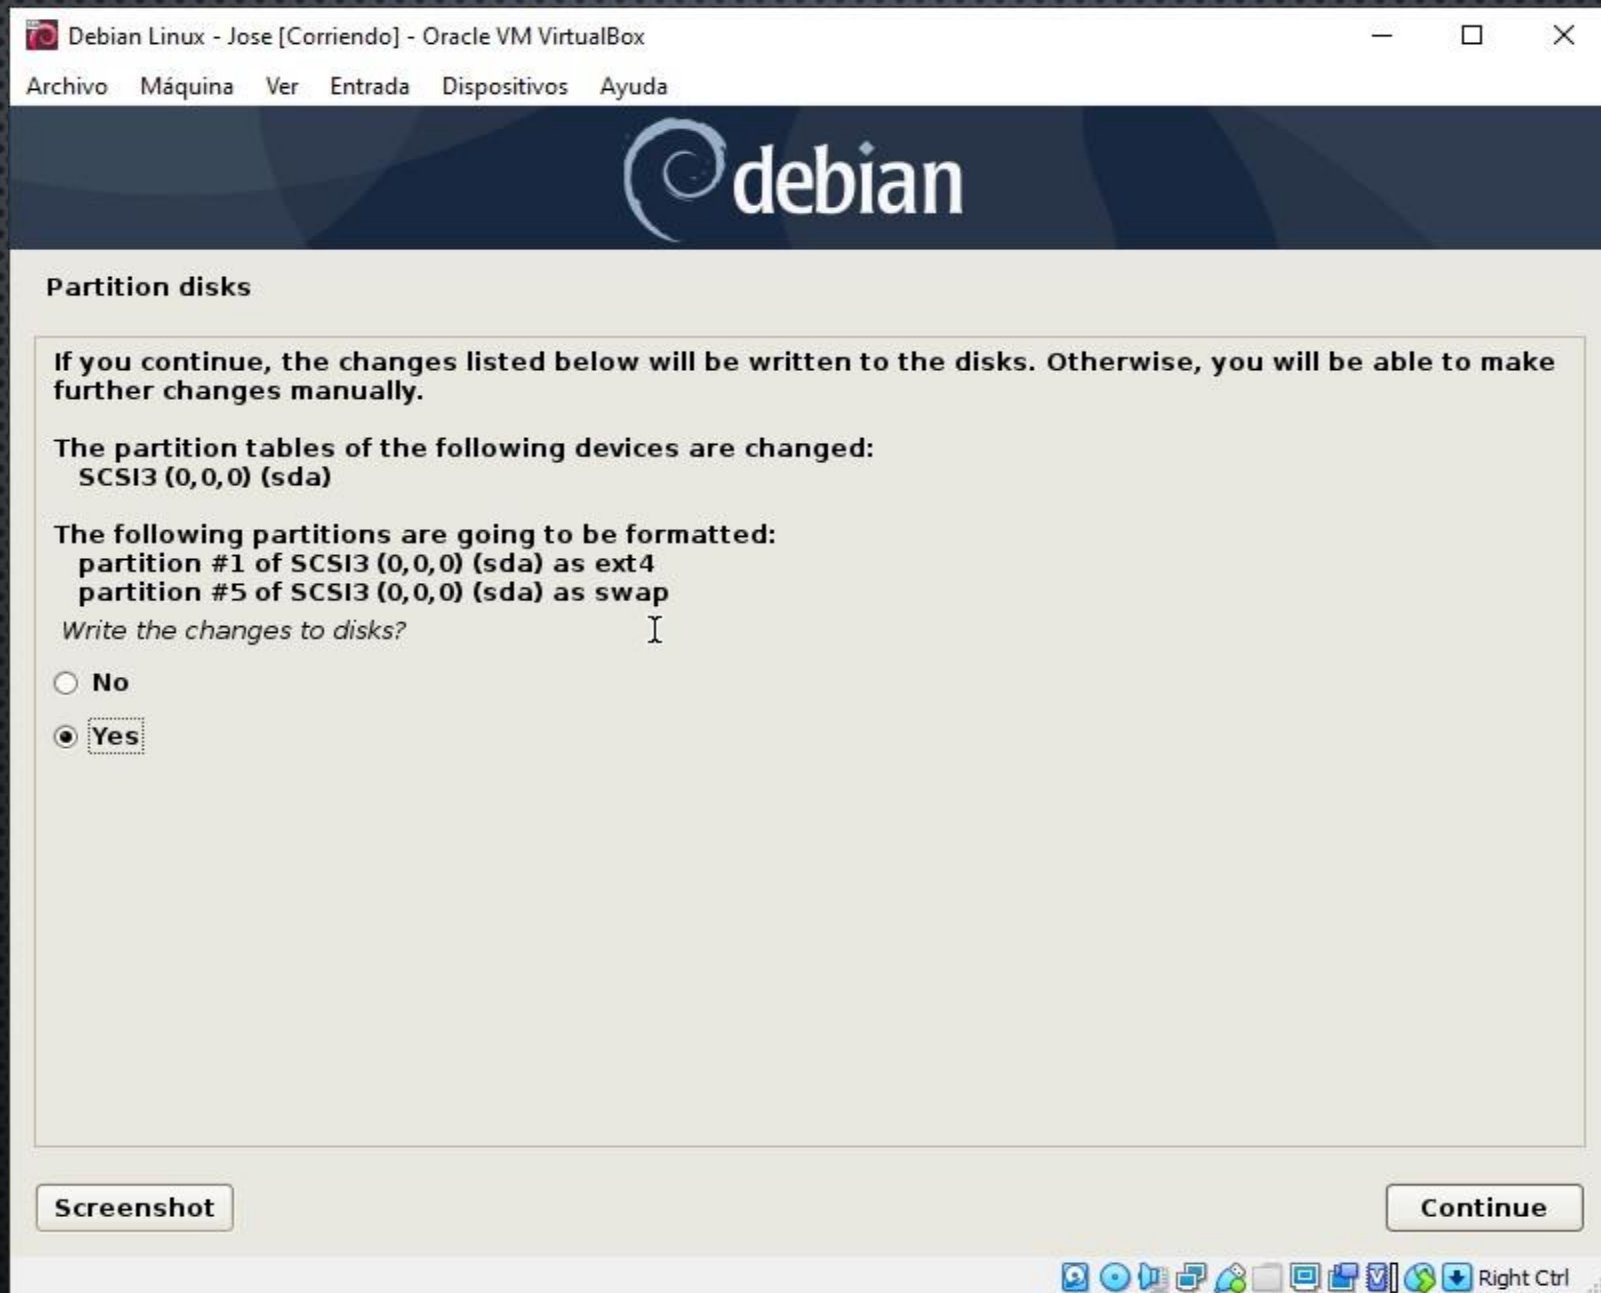 Debian Linux - Jose [Corriendo] - Oracle VM VirtualBox
Archivo Máquina Ver Entrada Dispositivos Ayuda
debian
Partition disks
If you continue, the changes listed below will be written to the disks. Otherwise, you will be able to make
further changes manually.
The partition tables of the following devices are changed:
SCSI3 (0,0,0) (sda)
The following partitions are going to be formatted:
partition #1 of SCSI3 (0,0,0) (sda) as ext4
partition #5 of SCSI3 (0,0,0) (sda) as swap
Write the changes to disks?
No
Yes
Screenshot
Continue
Right Ctrl